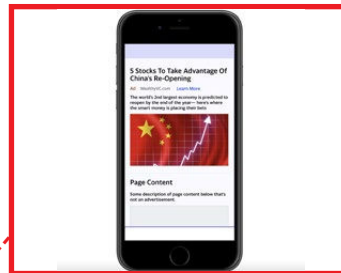 5 Stocks To Take Advantage Of
China's Re-Opening
Ad WealthyVC.com Learn More
The world's 2nd largest economy is predicted to
reopen by the end of the year— here's where
the smart money is placing their bets
Page Content
Some description of page content below that's
not an advertisement.